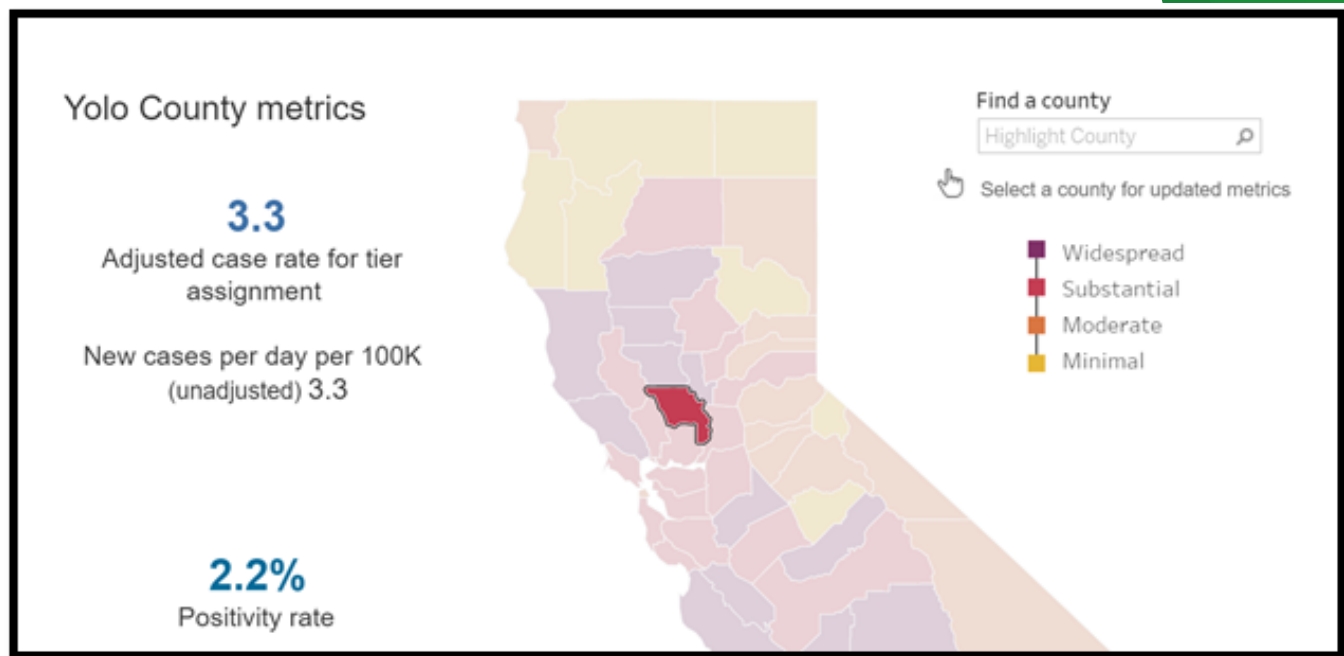 Yolo County metrics
3.3
Adjusted case rate for tier
assignment
New cases per day per 100K
(unadjusted) 3.3
2.2%
Positivity rate
Find a county
Highlight County
Select a county for updated metrics
Widespread
Substantial
Moderate
Minimal